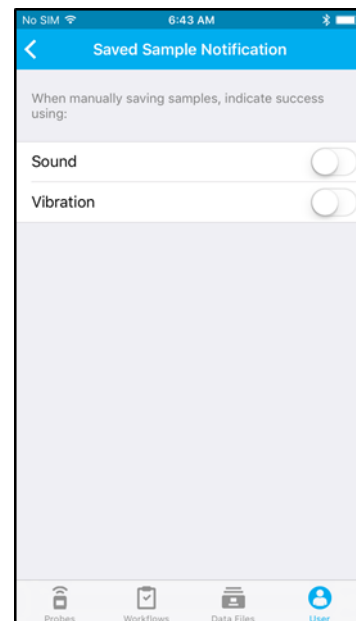 No SIM 6:43 AM
Saved Sample Notification
When manually saving samples, indicate success
using:
Sound
Vibration
Probes Workflows Data Files User